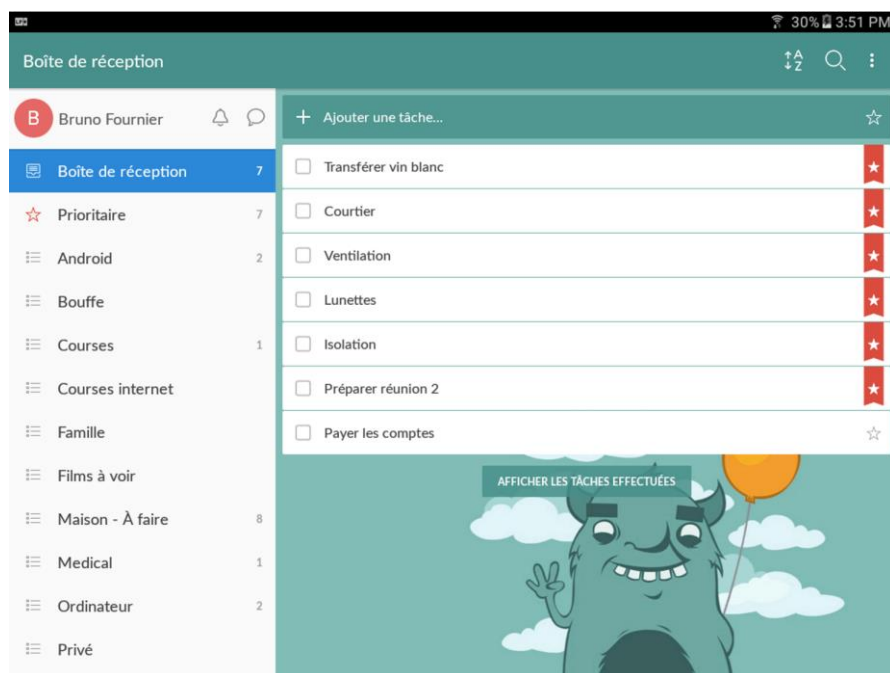 30% 3:51 PM
Boîte de réception
A
Z
B
Bruno Fournier
Boîte de réception 7
Prioritaire 7
Android 2
Bouffe
Courses 1
Courses internet
Famille
Films à voir
Maison - À faire 8
Medical 1
Ordinateur 2
Privé
+ Ajouter une tâche...
Transférer vin blanc
Courtier
Ventilation
Lunettes
Isolation
Préparer réunion 2
Payer les comptes
AFFICHER LES TÂCHES EFFECTUÉES